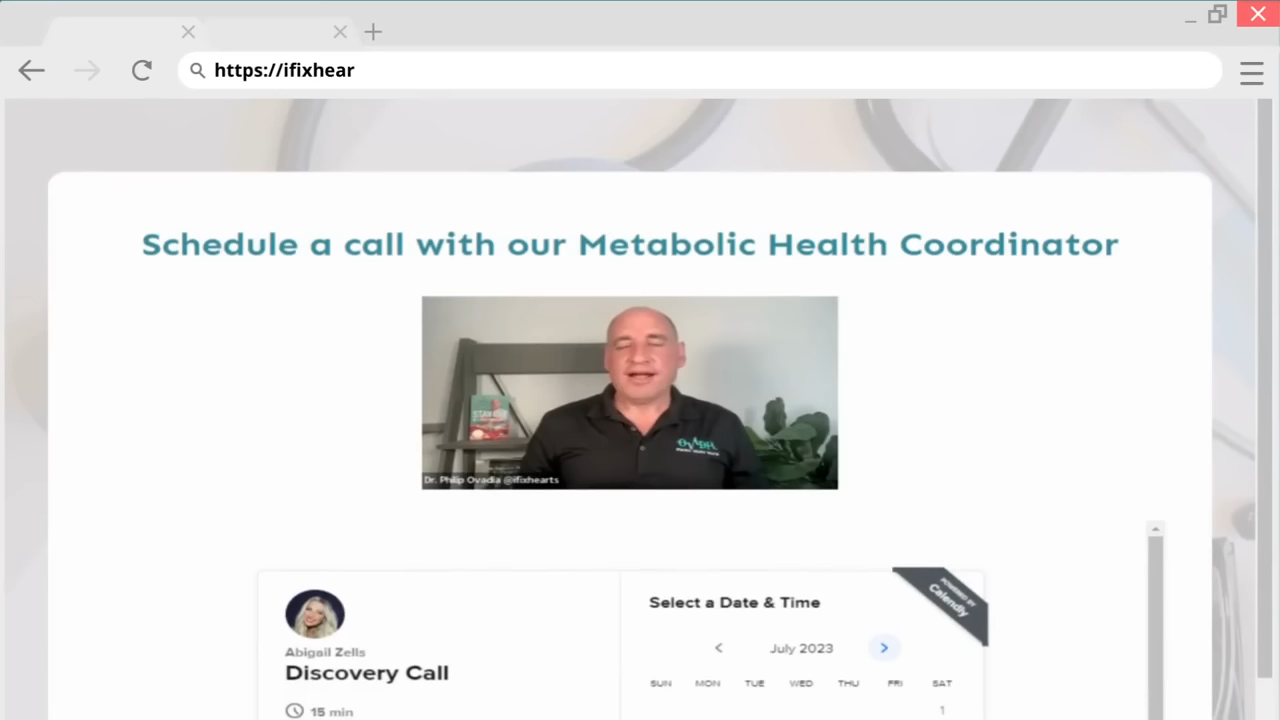 https://ifixhear
Schedule a call with our Metabolic Health Coordinator
OVADIA
Dr. Philip Ovadia @ifixhearts
POWERED BY
Calendly
Abigail Zells
Discovery Call
15 min
Select a Date & Time
July 2023
SUN MON TUE WED THU FRI SAT
1